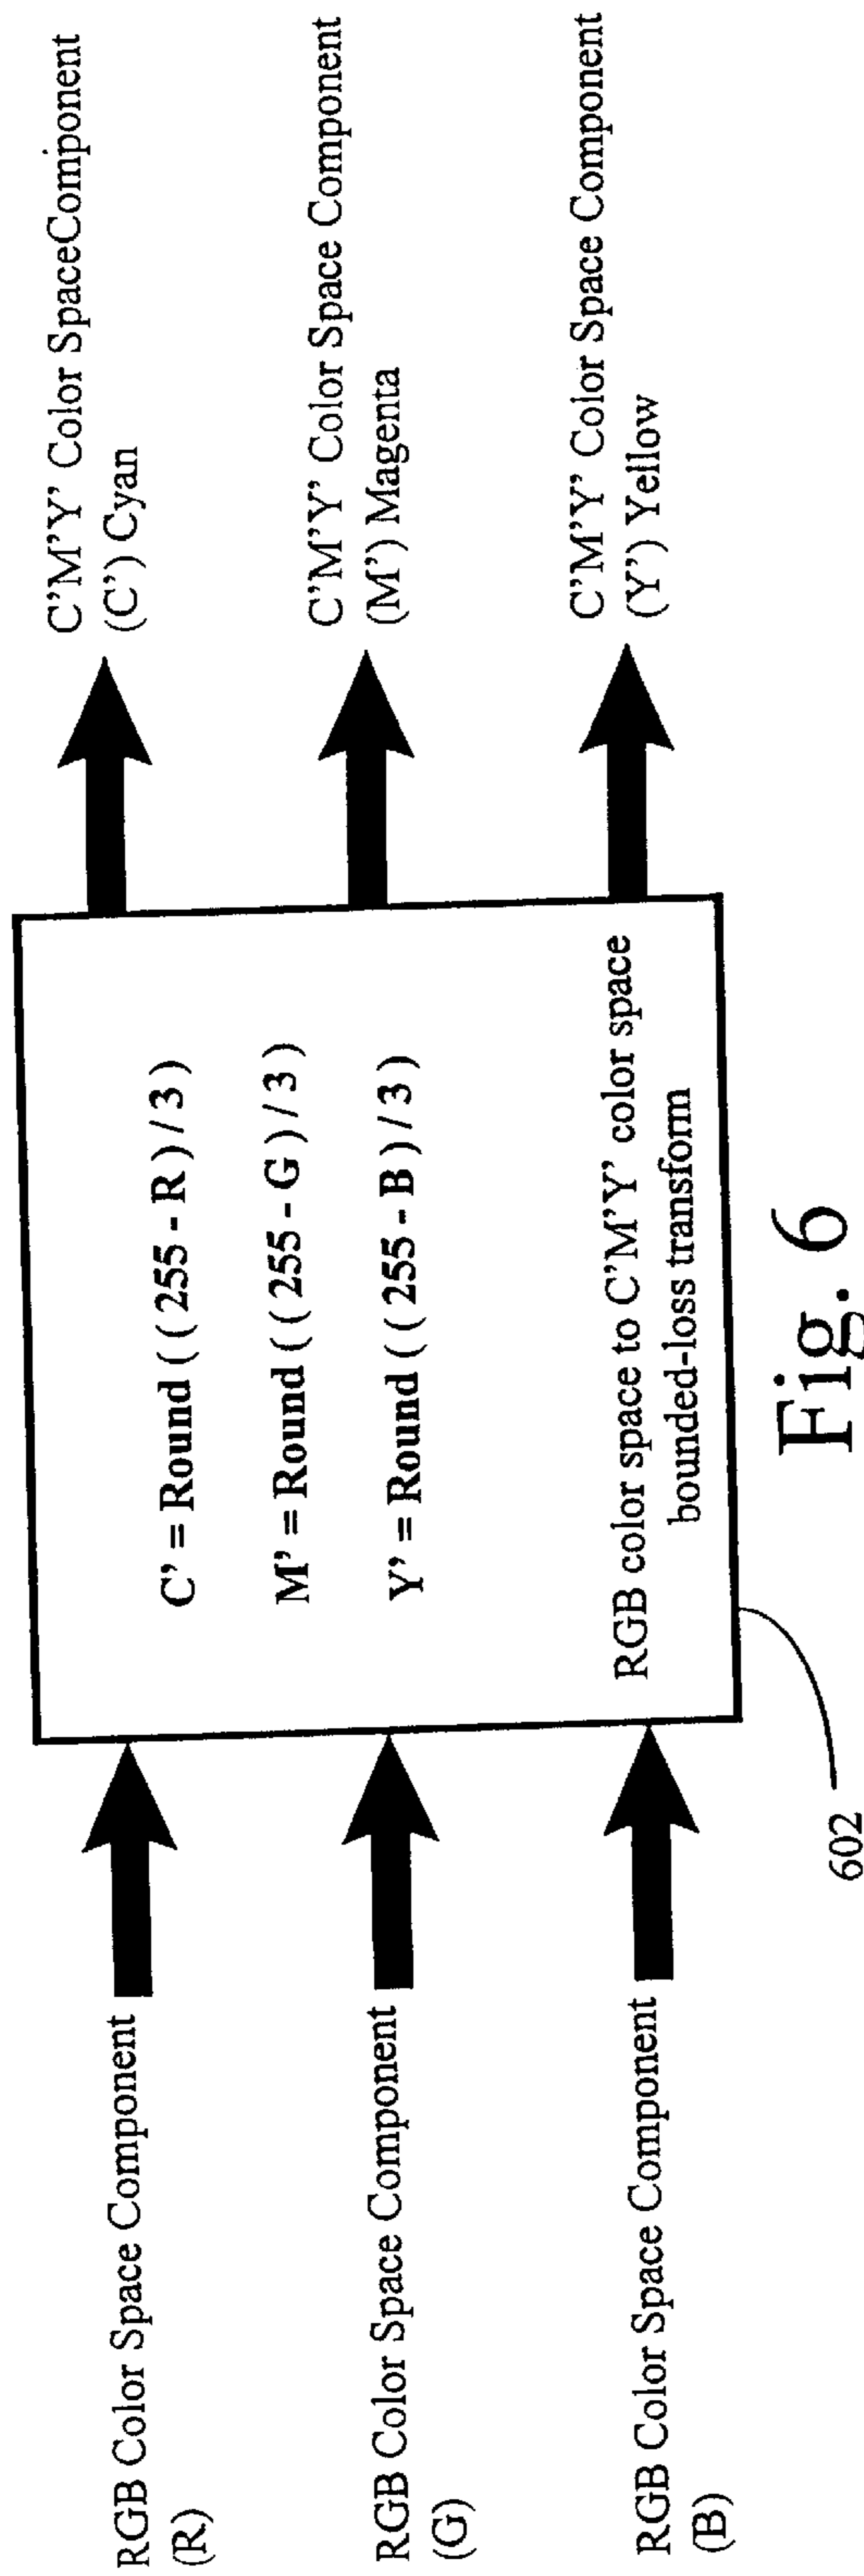 RGB Color Space Component
(R)
RGB Color Space Component
(G)
RGB Color Space Component
(B)
C' = Round ( ( 255 - R ) / 3 )
M' = Round ( ( 255 - G ) / 3 )
Y' = Round ( ( 255 - B ) / 3 )
RGB color space to C'M'Y' color space
bounded-loss transform
602
C'M'Y' Color SpaceComponent
(C') Cyan
C'M'Y' Color Space Component
(M') Magenta
C'M'Y' Color Space Component
(Y') Yellow
Fig. 6